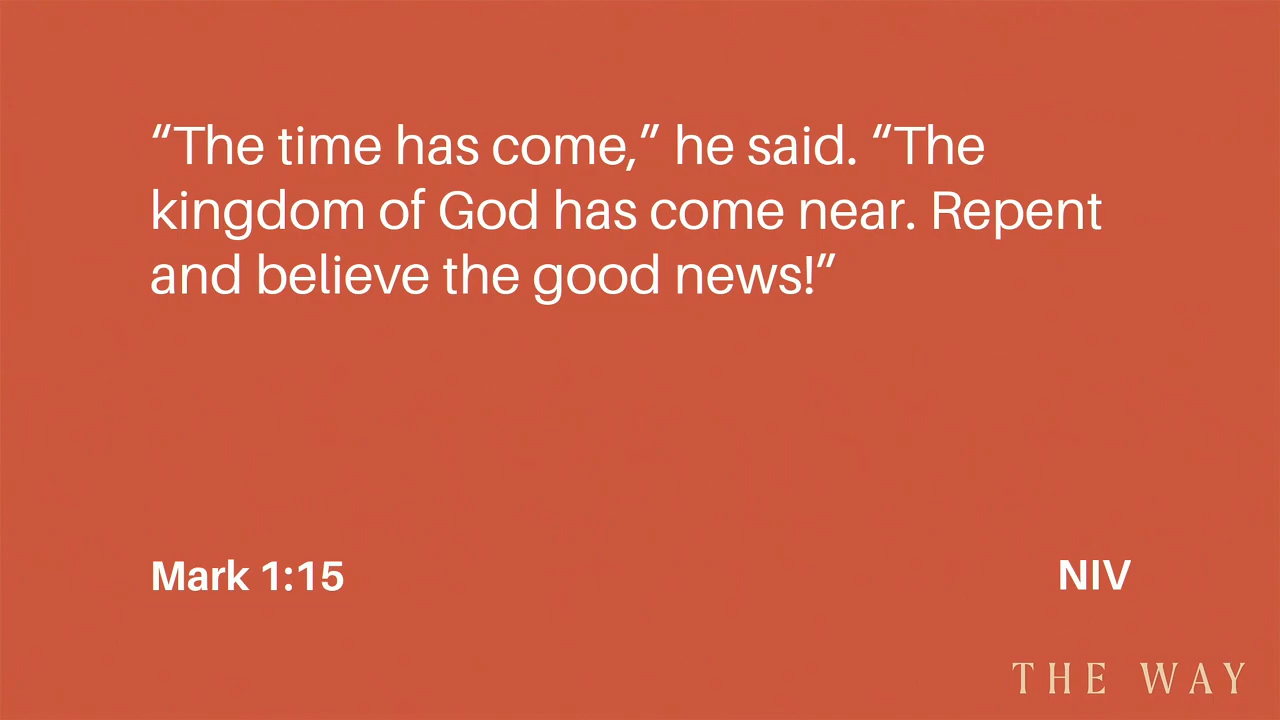 “The time has come,” he said. “The
kingdom of God has come near. Repent
and believe the good news!”
Mark 1:15
NIV
THE WAY